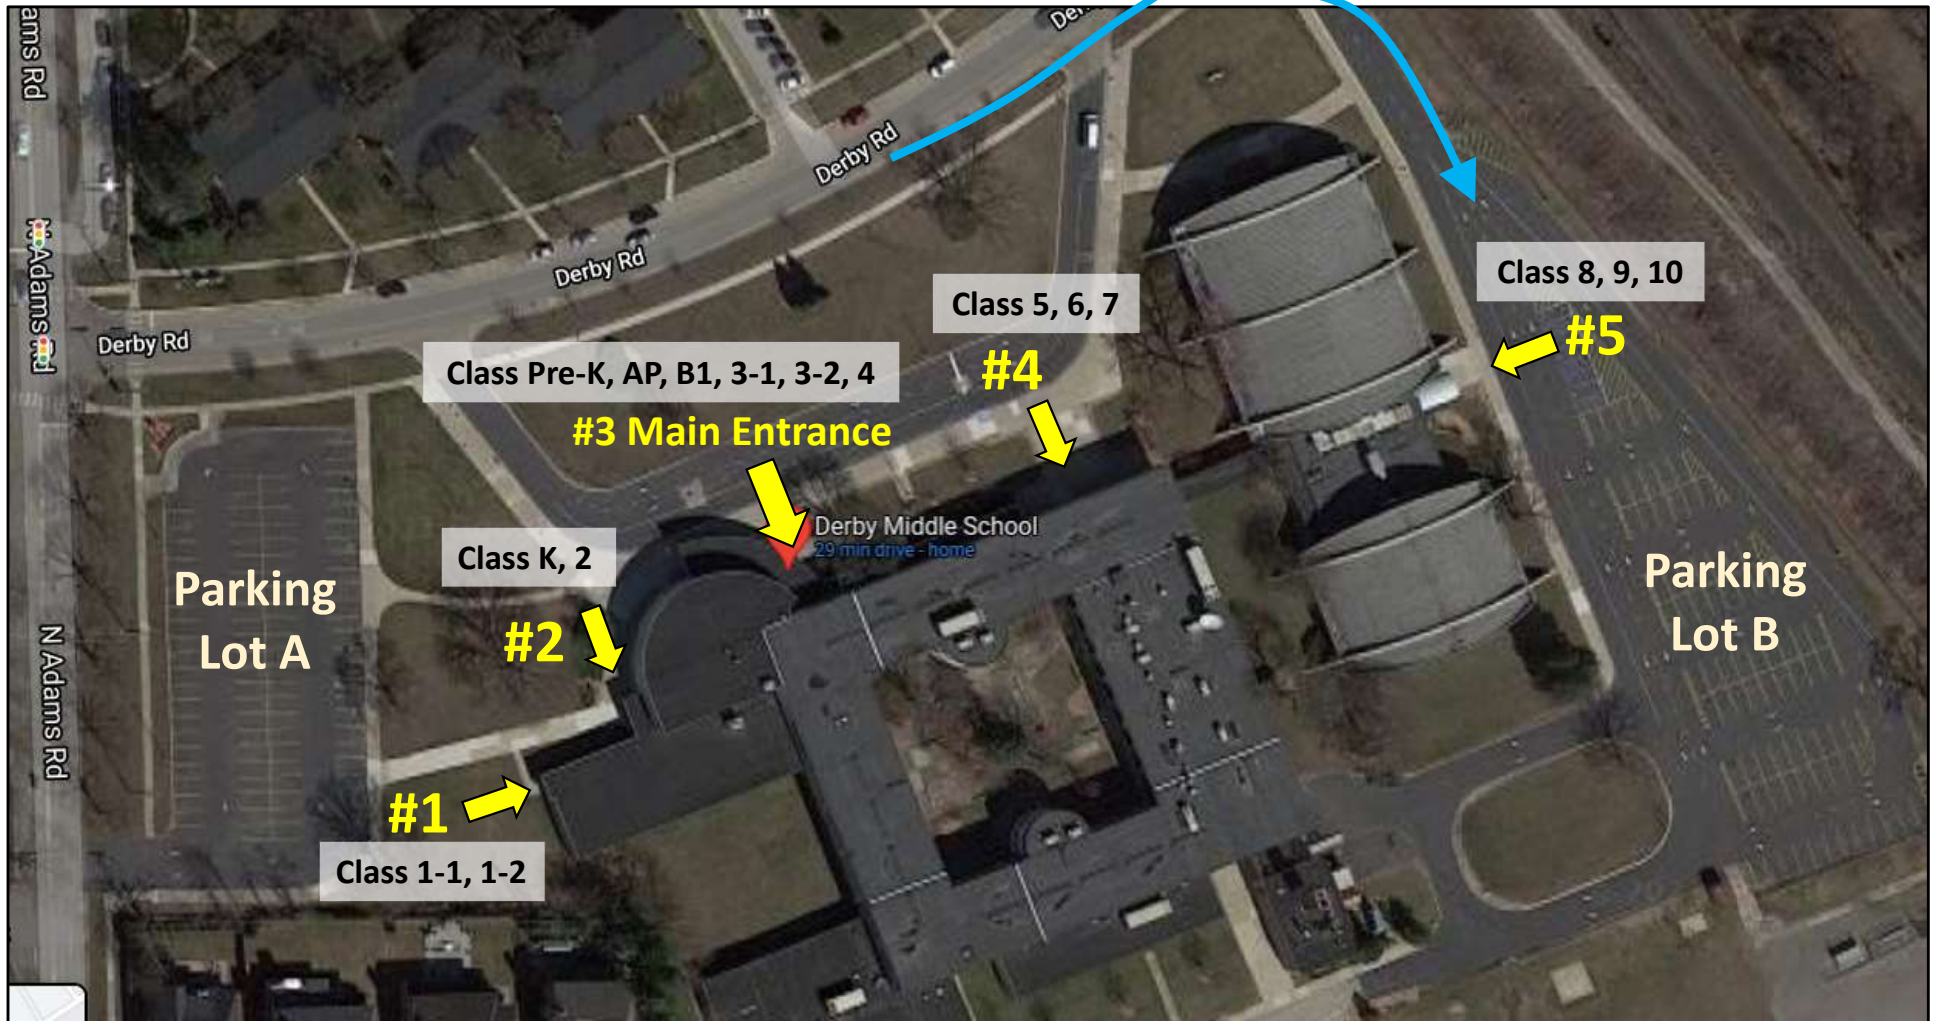 ams Rd
Der
Derby Rd
Derby Rd
N Adams Rd
Class 8, 9, 10
Class 5, 6, 7
#5
Derby Rd
#4
Class Pre-K, AP, B1, 3-1, 3-2, 4
#3 Main Entrance
Derby Middle School
29 min drive - home
Class K, 2
Parking
Lot A
Parking
Lot B
#2
N Adams Rd
#1
Class 1-1, 1-2